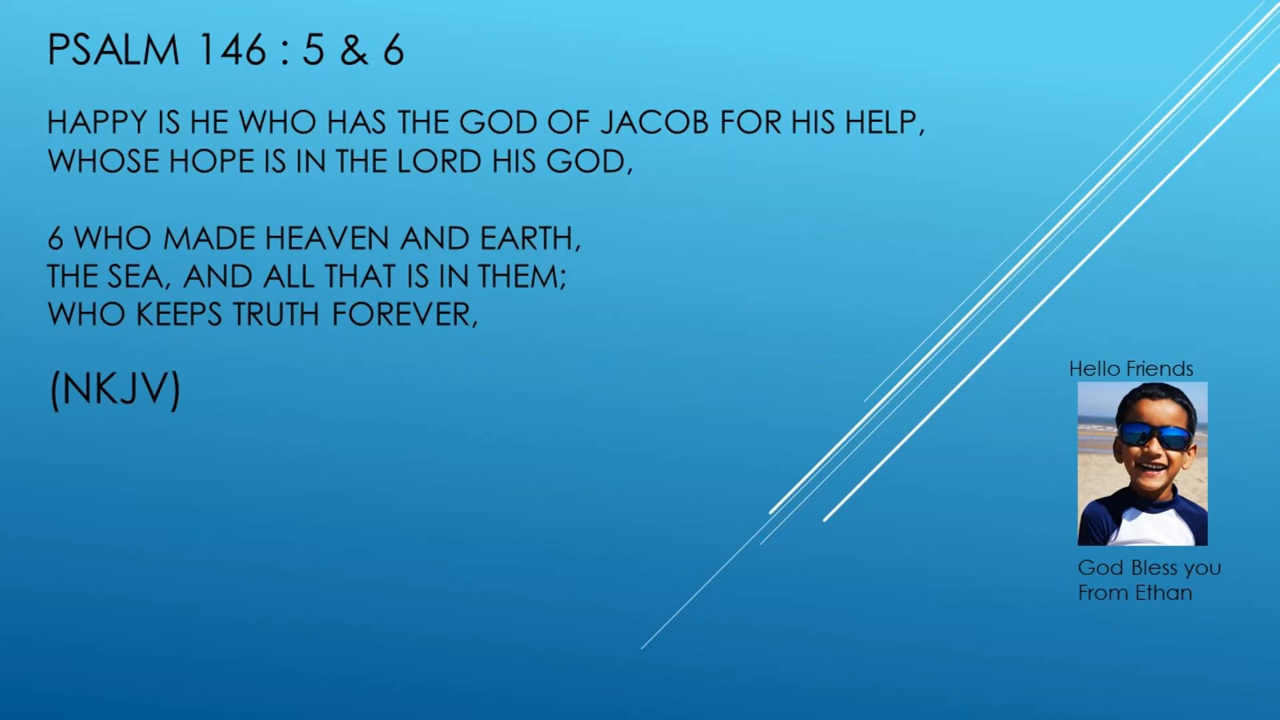 PSALM 146 : 5 & 6
HAPPY IS HE WHO HAS THE GOD OF JACOB FOR HIS HELP,
WHOSE HOPE IS IN THE LORD HIS GOD,
6 WHO MADE HEAVEN AND EARTH,
THE SEA, AND ALL THAT IS IN THEM;
WHO KEEPS TRUTH FOREVER,
(NKJV)
Hello Friends
God Bless you
From Ethan